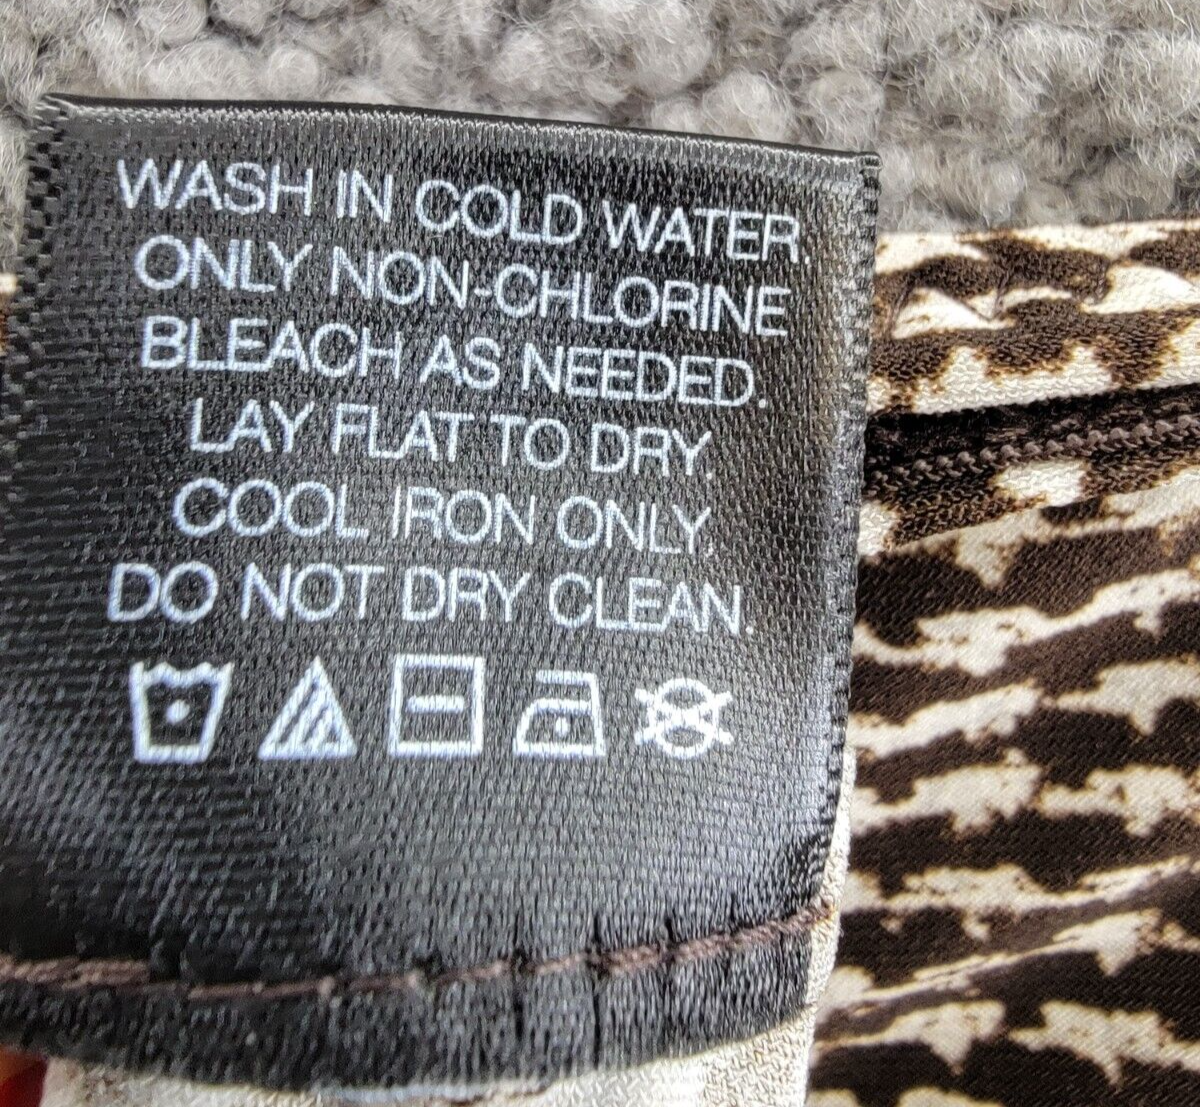 WASH IN COLD WATER.
ONLY NON-CHLORINE
BLEACH AS NEEDED.
LAY FLAT TO DRY.
COOL IRON ONLY.
DO NOT DRY CLEAN.